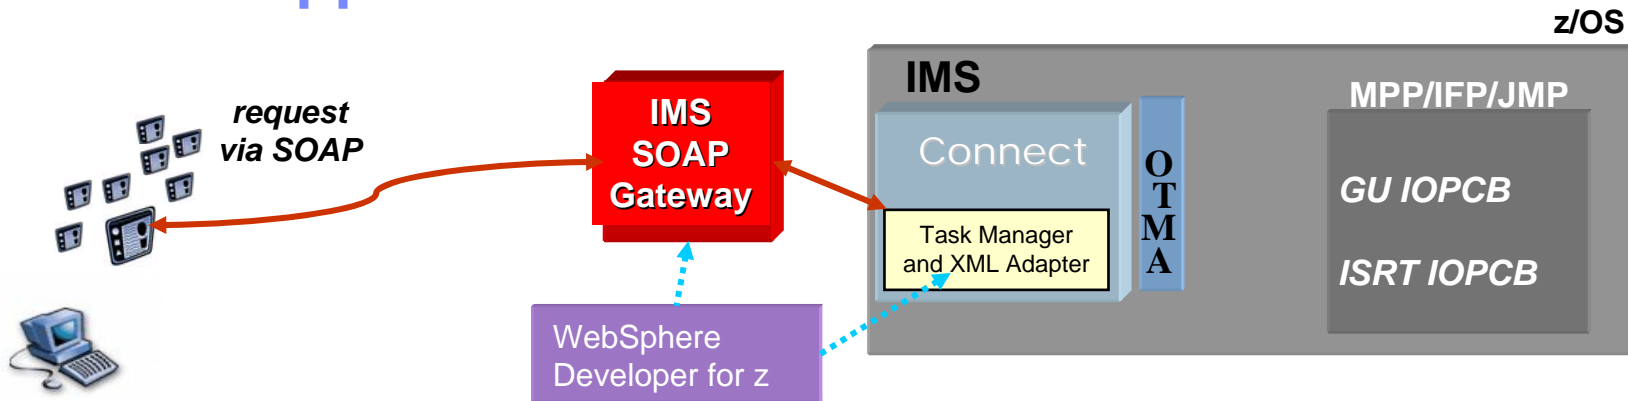 z/OS
request
via SOAP
IMS
SOAP
Gateway
IMS
Connect
Task Manager
and XML Adapter
OTMA
MPP/IFP/JMP
GU IOPCB
ISRT IOPCB
WebSphere
Developer for z